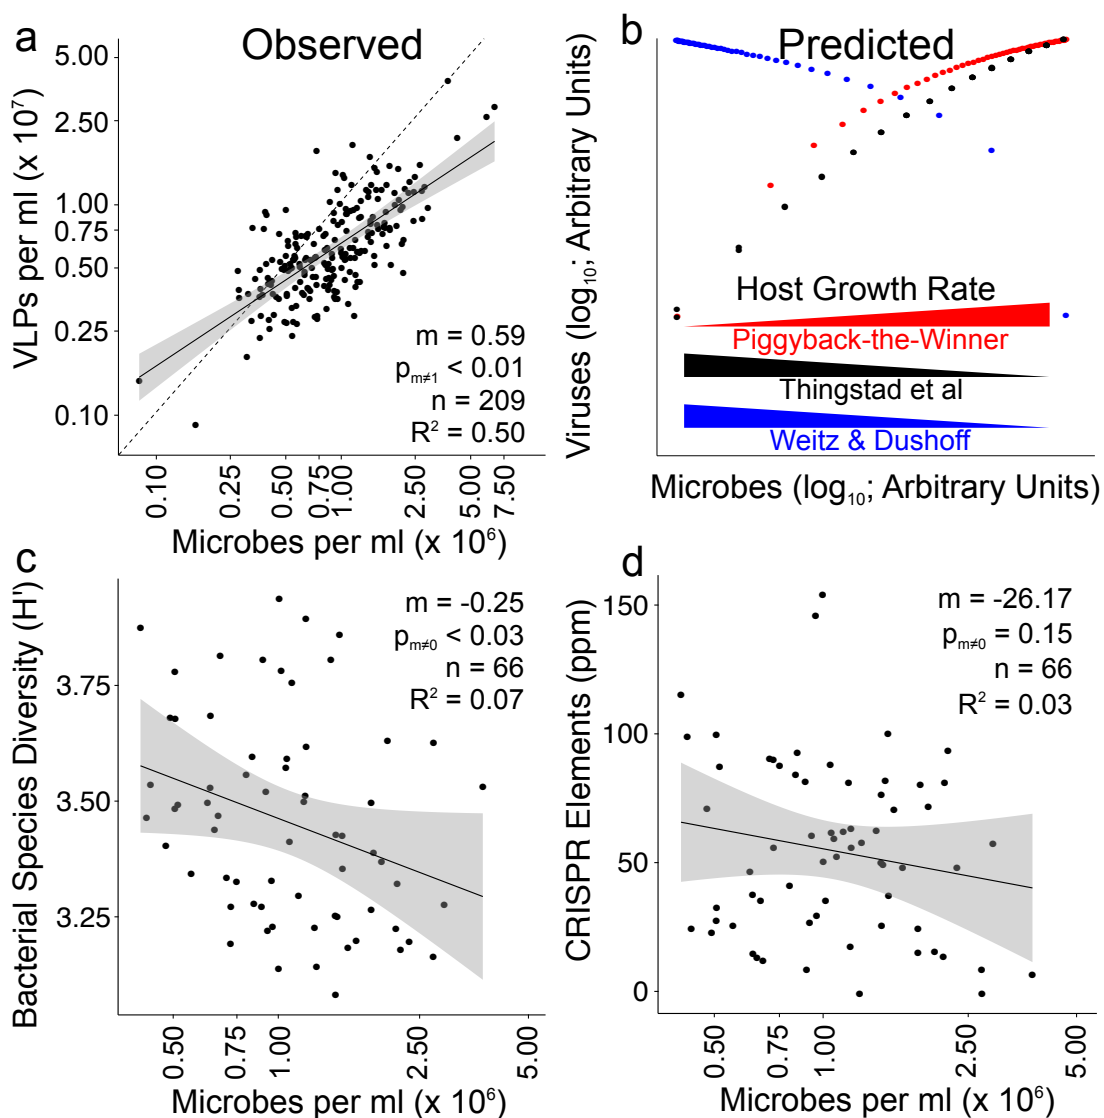 a
Observed
VLPs per ml (x 10⁷)
5.00
2.50
1.00
0.75
0.50
0.25
0.10
m = 0.59
p_{m≠1} < 0.01
n = 209
R² = 0.50
0.10
0.25
0.50
0.75
1.00
2.50
5.00
7.50
Microbes per ml (x 10⁶)
b
Predicted
Viruses (log₁₀; Arbitrary Units)
Host Growth Rate
Piggyback-the-Winner
Thingstad et al
Weitz & Dushoff
Microbes (log₁₀; Arbitrary Units)
c
Bacterial Species Diversity (H')
3.75
3.50
3.25
m = -0.25
p_{m≠0} < 0.03
n = 66
R² = 0.07
0.50
0.75
1.00
2.50
5.00
Microbes per ml (x 10⁶)
d
CRISPR Elements (ppm)
150
100
50
0
m = -26.17
p_{m≠0} = 0.15
n = 66
R² = 0.03
0.50
1.00
2.50
5.00
Microbes per ml (x 10⁶)